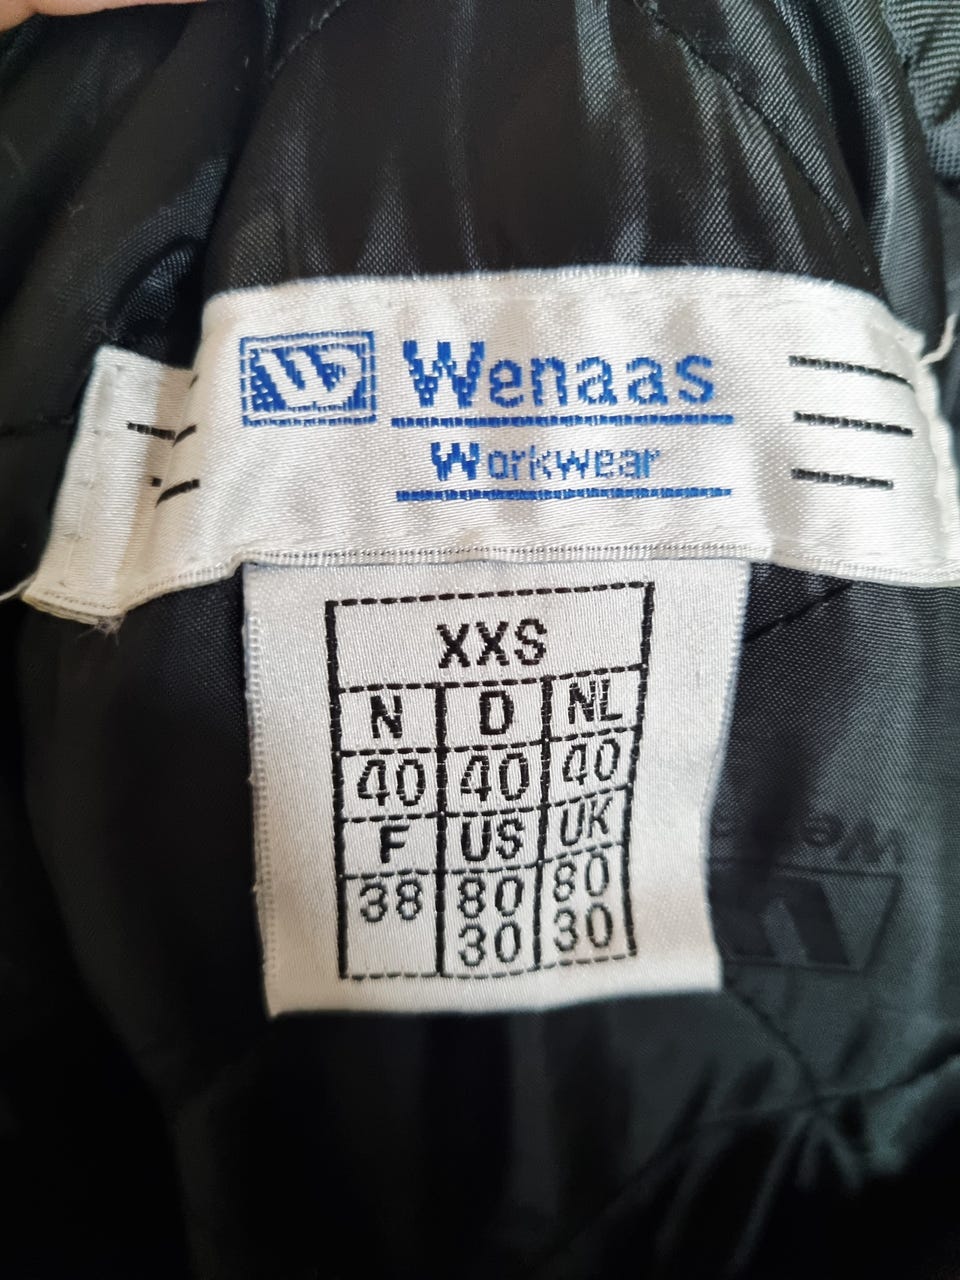 W Wenaas
Workwear
XXS
N D NL
40 40 40
F US UK
38 80 80
30 30